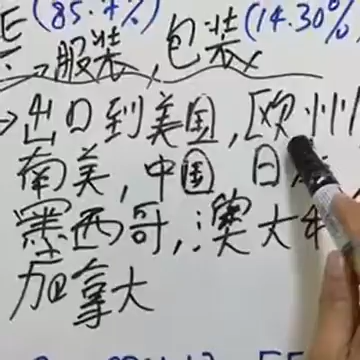 (85.7%) (14.30%
服装,包装
→出口到美国,[欧州
南美,中国 日
墨西哥,澳大
加拿大